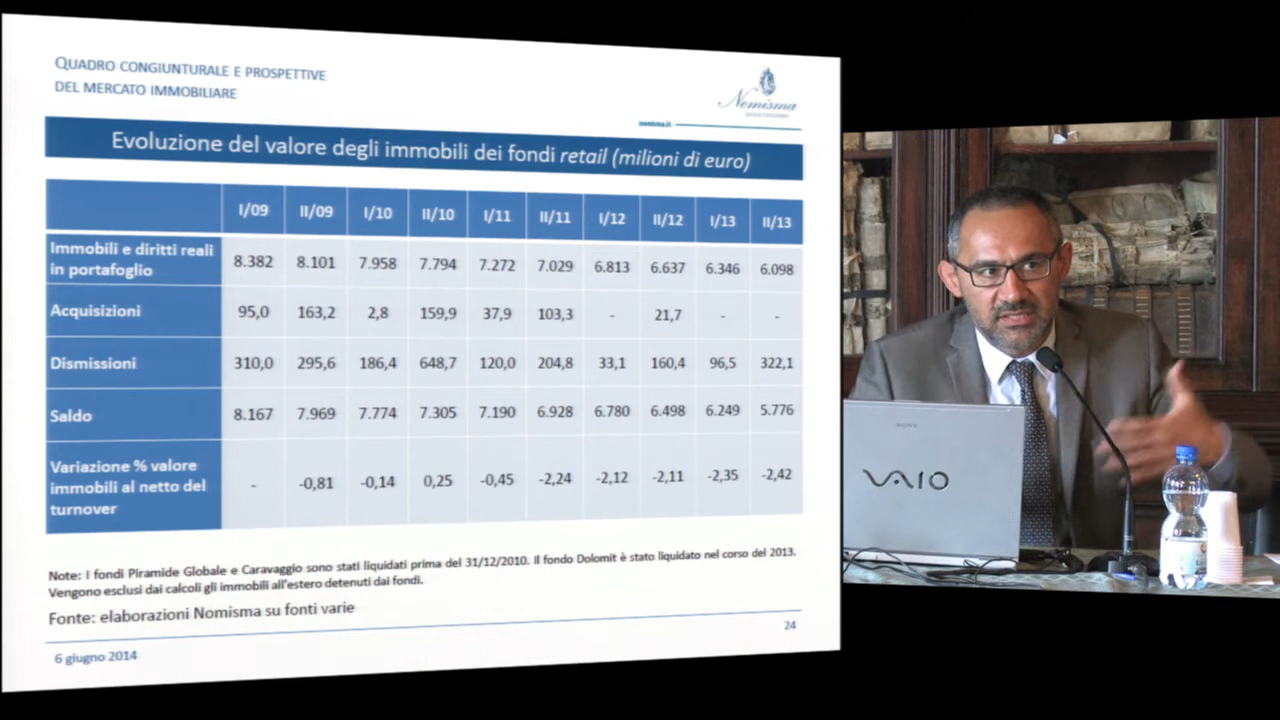 QUADRO CONGIUNTURALE E PROSPETTIVE
DEL MERCATO IMMOBILIARE
Nomisma
nomisma.it
Evoluzione del valore degli immobili dei fondi retail (milioni di euro)
I/09 II/09 I/10 II/10 I/11 II/11 I/12 II/12 I/13 II/13
Immobili e diritti reali
in portafoglio
8.382 8.101 7.958 7.794 7.272 7.029 6.813 6.637 6.346 6.098
Acquisizioni 95,0 163,2 2,8 159,9 37,9 103,3 - 21,7 - -
Dismissioni 310,0 295,6 186,4 648,7 120,0 204,8 33,1 160,4 96,5 322,1
Saldo 8.167 7.969 7.774 7.305 7.190 6.928 6.780 6.498 6.249 5.776
Variazione % valore
immobili al netto del
turnover
- -0,81 -0,14 0,25 -0,45 -2,24 -2,12 -2,11 -2,35 -2,42
Note: I fondi Piramide Globale e Caravaggio sono stati liquidati prima del 31/12/2010. Il fondo Dolomit è stato liquidato nel corso del 2013.
Vengono esclusi dai calcoli gli immobili all'estero detenuti dai fondi.
Fonte: elaborazioni Nomisma su fonti varie
24
6 giugno 2014
SONY
VAIO